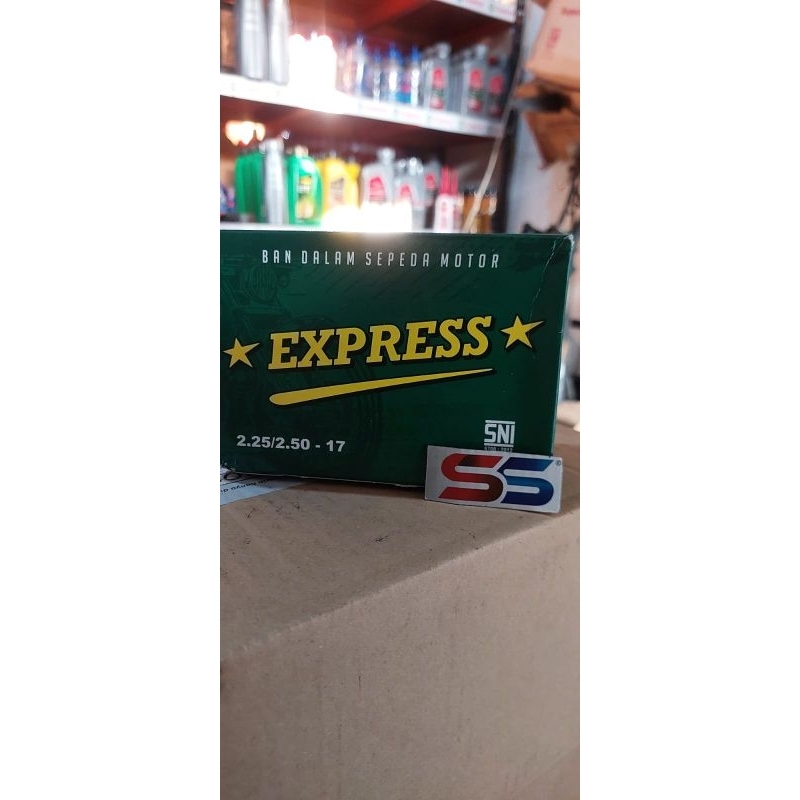 BAN DALAM SEPEDA MOTOR
EXPRESS
2.25/2.50 - 17
SNI
SS®